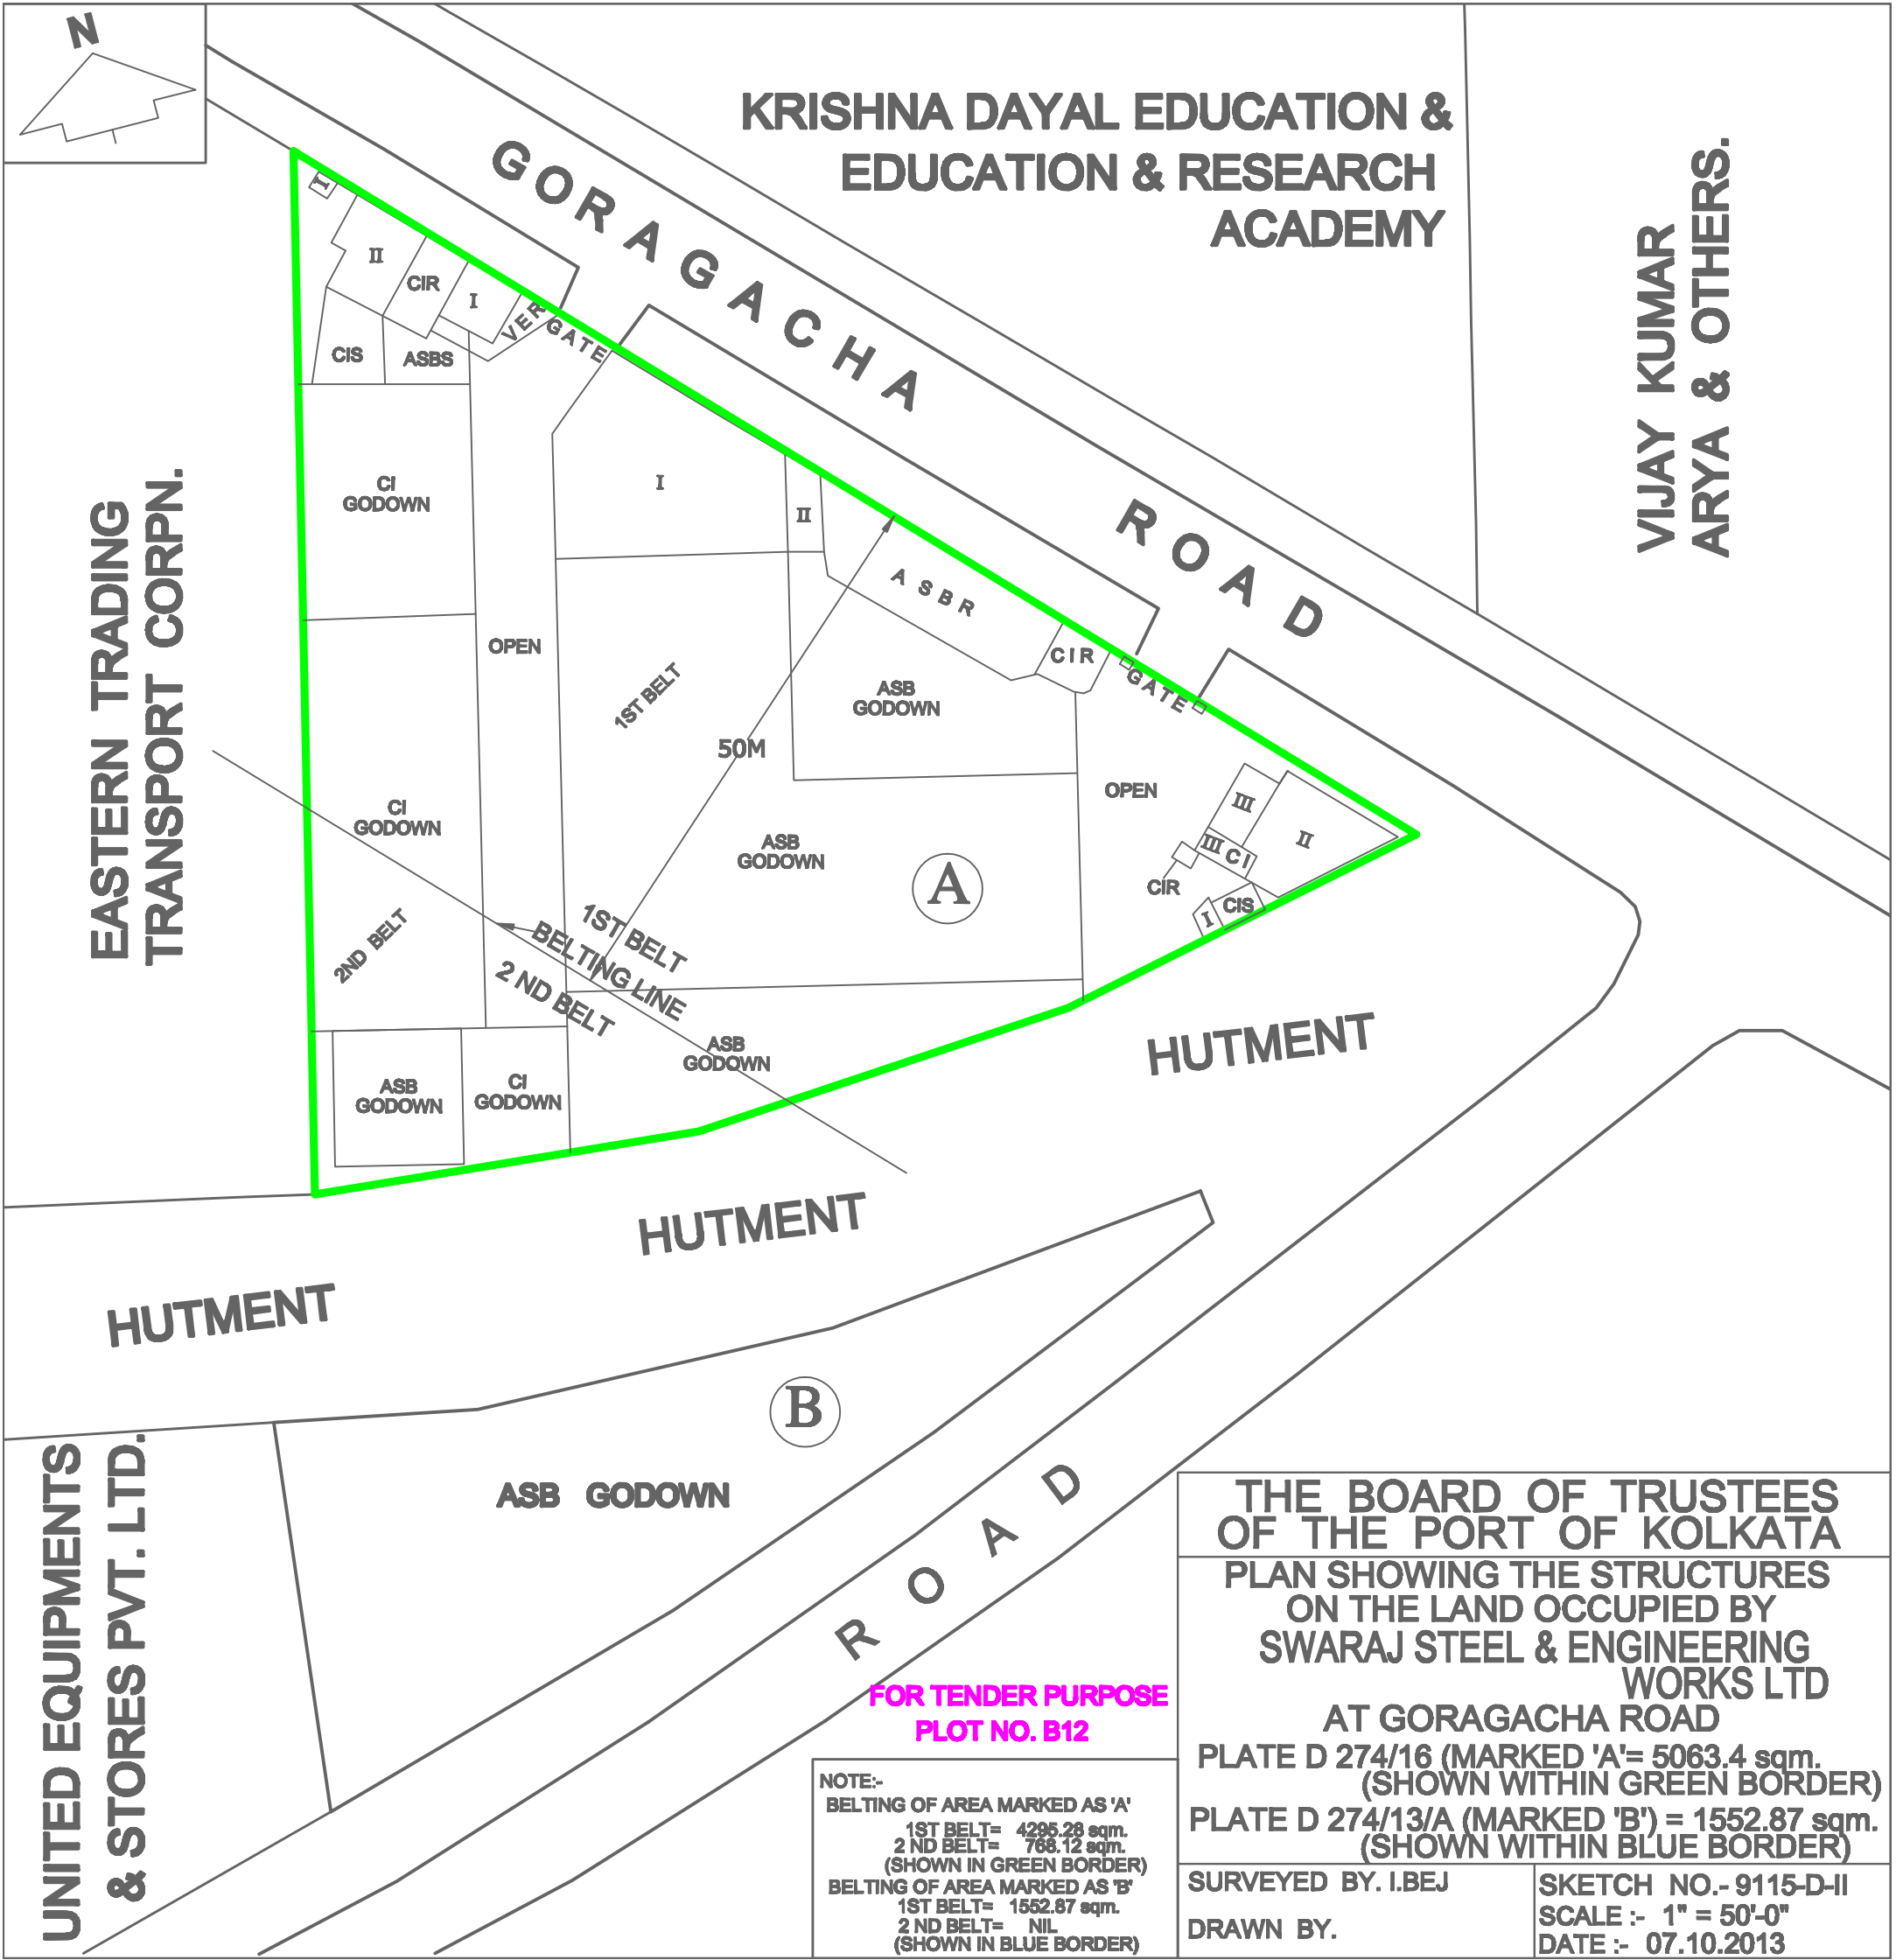 N
KRISHNA DAYAL EDUCATION &
EDUCATION & RESEARCH
ACADEMY
VIJAY KUMAR
ARYA & OTHERS.
GORAGACHA ROAD
EASTERN TRADING
TRANSPORT CORPN.
I
II
CIR
I
VER
GATE
CIS
ASBS
CI
GODOWN
OPEN
I
II
ASBR
CIR
GATE
1ST BELT
50M
ASB
GODOWN
OPEN
III
II
III CI
CIR
CIS
I
CI
GODOWN
ASB
GODOWN
A
2ND BELT
1ST BELT
BELTING LINE
2 ND BELT
ASB
GODOWN
ASB
GODOWN
CI
GODOWN
HUTMENT
HUTMENT
HUTMENT
B
ASB GODOWN
ROAD
UNITED EQUIPMENTS
& STORES PVT. LTD.
FOR TENDER PURPOSE
PLOT NO. B12
NOTE:-
BELTING OF AREA MARKED AS 'A'
1ST BELT= 4295.28 sqm.
2 ND BELT= 768.12 sqm.
(SHOWN IN GREEN BORDER)
BELTING OF AREA MARKED AS 'B'
1ST BELT= 1552.87 sqm.
2 ND BELT= NIL
(SHOWN IN BLUE BORDER)
THE BOARD OF TRUSTEES
OF THE PORT OF KOLKATA
PLAN SHOWING THE STRUCTURES
ON THE LAND OCCUPIED BY
SWARAJ STEEL & ENGINEERING
WORKS LTD
AT GORAGACHA ROAD
PLATE D 274/16 (MARKED 'A'= 5063.4 sqm.
(SHOWN WITHIN GREEN BORDER)
PLATE D 274/13/A (MARKED 'B') = 1552.87 sqm.
(SHOWN WITHIN BLUE BORDER)
SURVEYED BY. I.BEJ
DRAWN BY.
SKETCH NO.- 9115-D-II
SCALE :- 1" = 50'-0"
DATE :- 07.10.2013